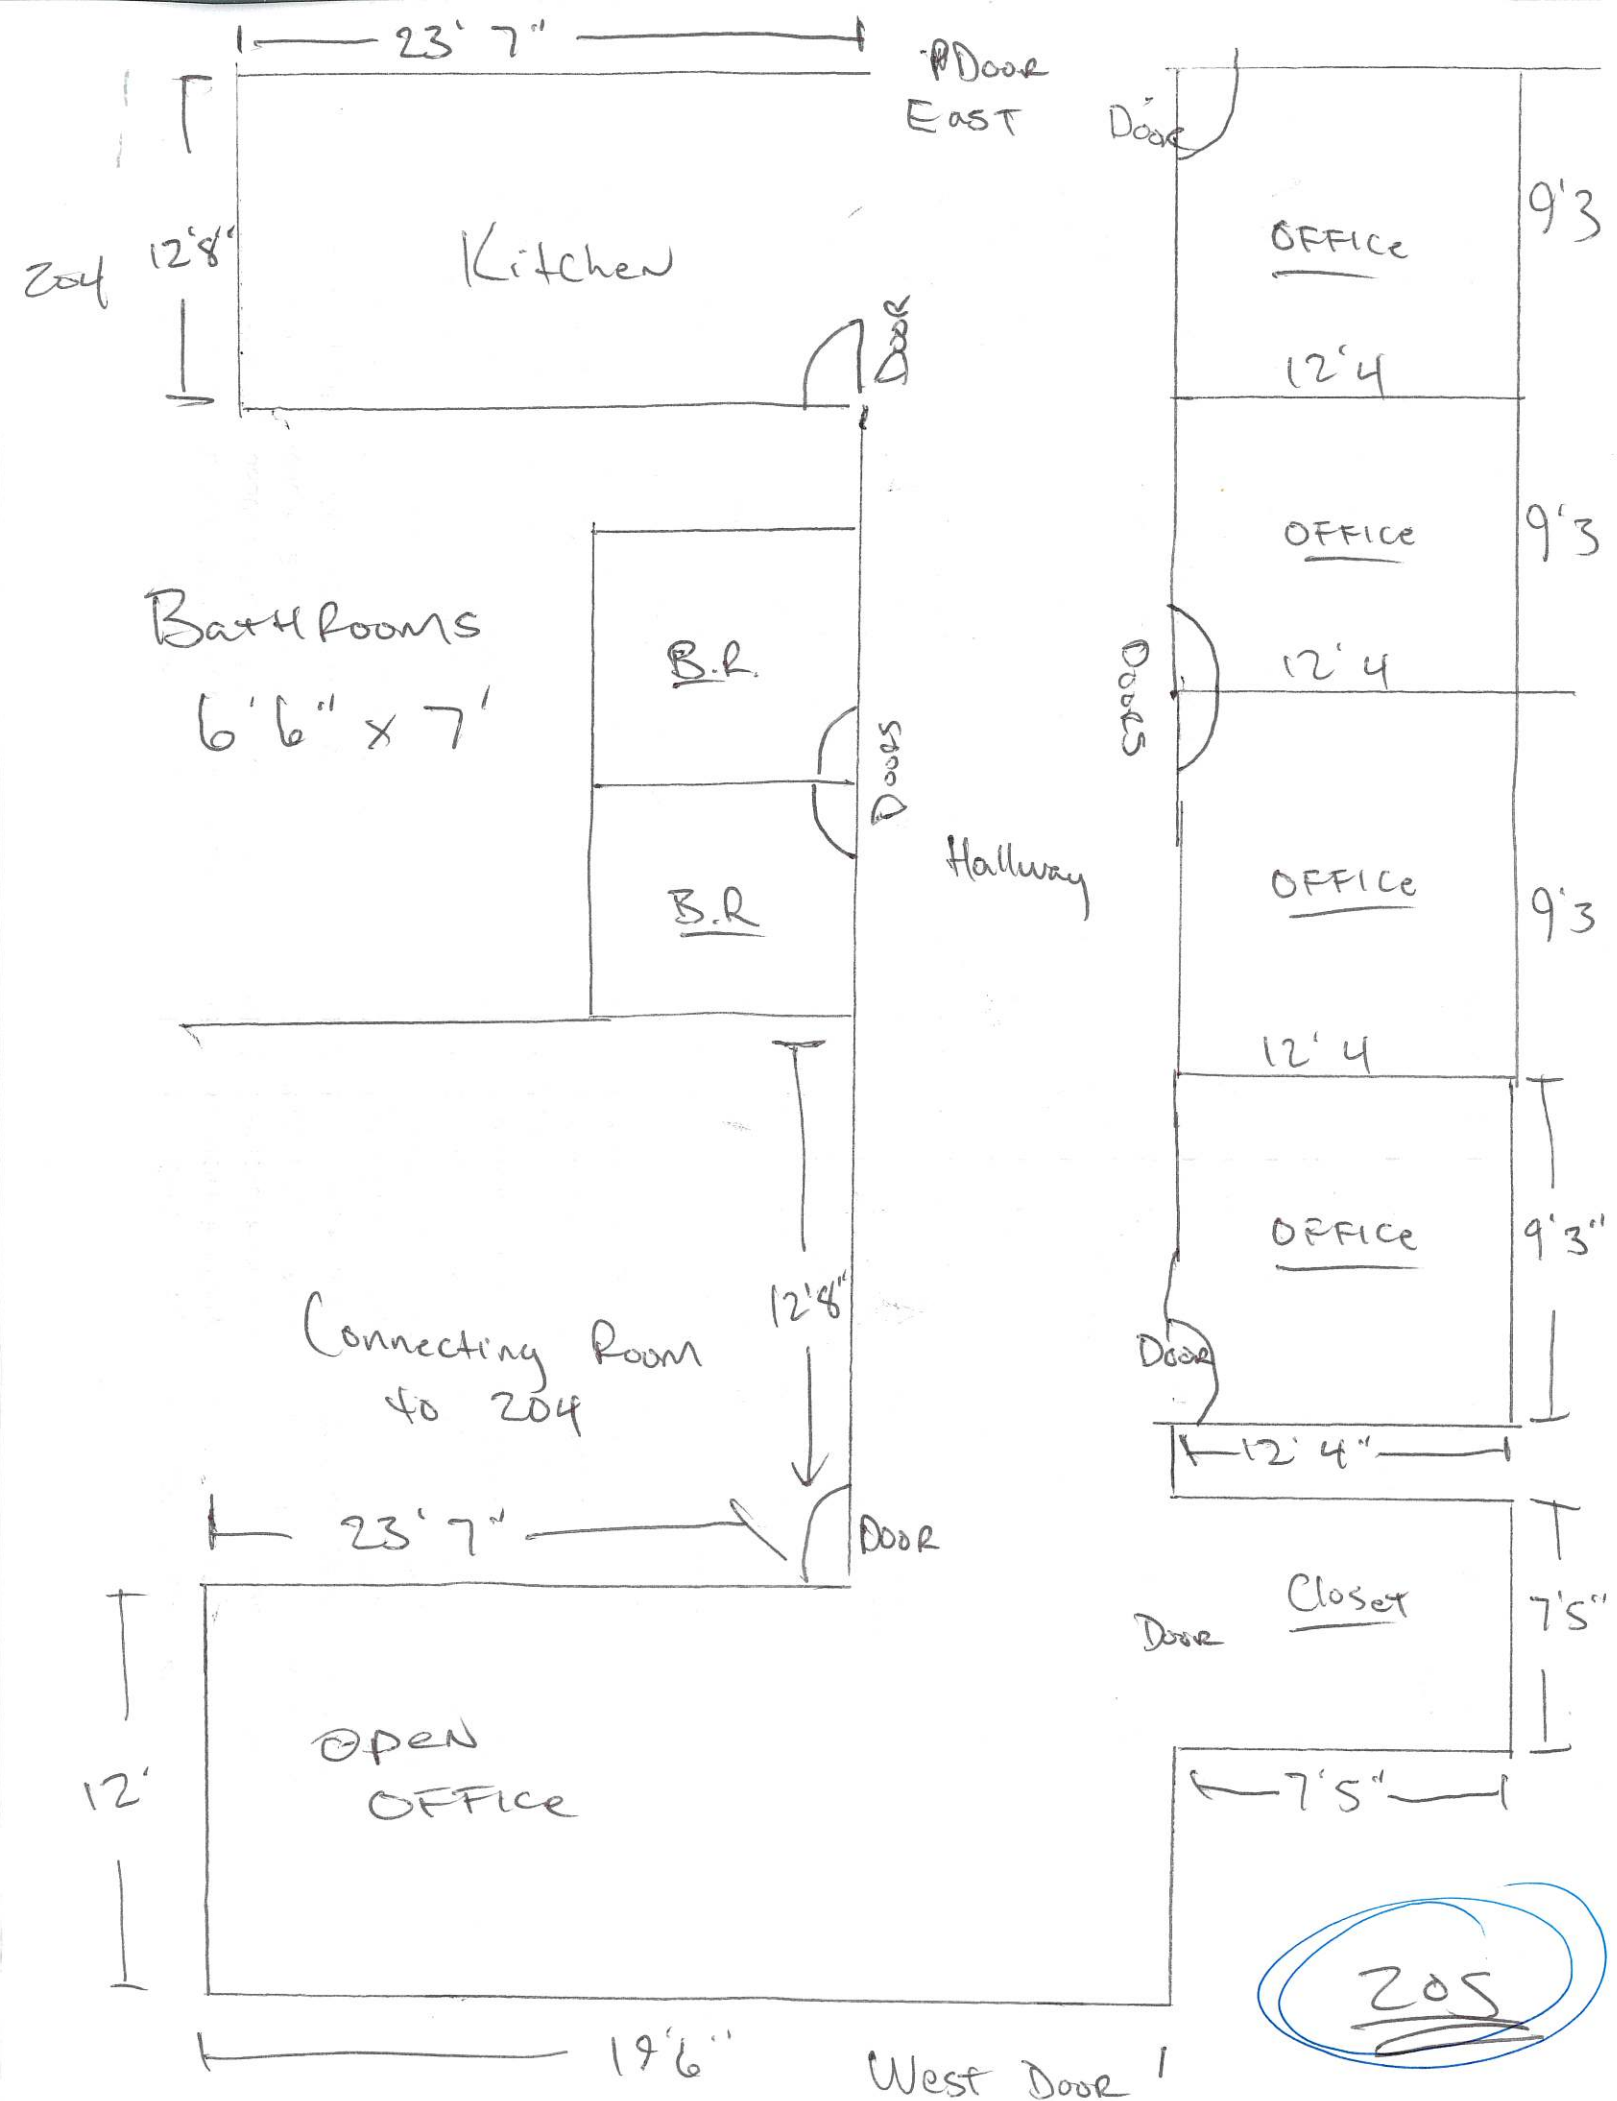 23' 7"
Door
East
Door
9'3
204
12'8"
Kitchen
OFFICe
Door
12'4
OFFICe
9'3
BatHRooms
6'6" x 7'
B.R.
Doors
12'4
Doors
Hallway
OFFICe
9'3
B.R
12'4
OFFICe
9'3"
12'8"
Connecting Room
to 204
Door
12'4"
23'7"
Door
Closet
7'5"
Door
Open
OFFICe
12'
7'5"
205
19'6"
West Door